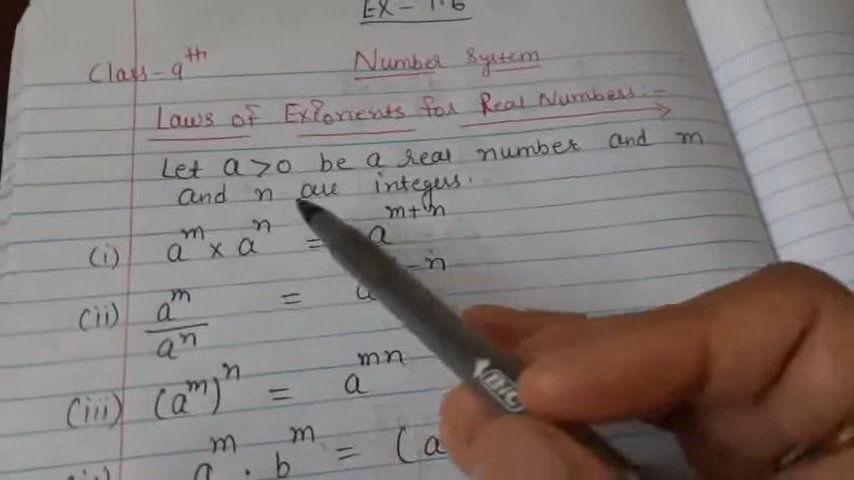 EX - 1.6
Class - 9th
Number System
Laws of Exponents for Real Numbers :-
Let a > 0 be a real number and m
and n are integers.
(i) a^m × a^n = a^m+n
(ii) a^m / a^n = a -n
(iii) (a^m)^n = a^mn
a^m . b^m = (a